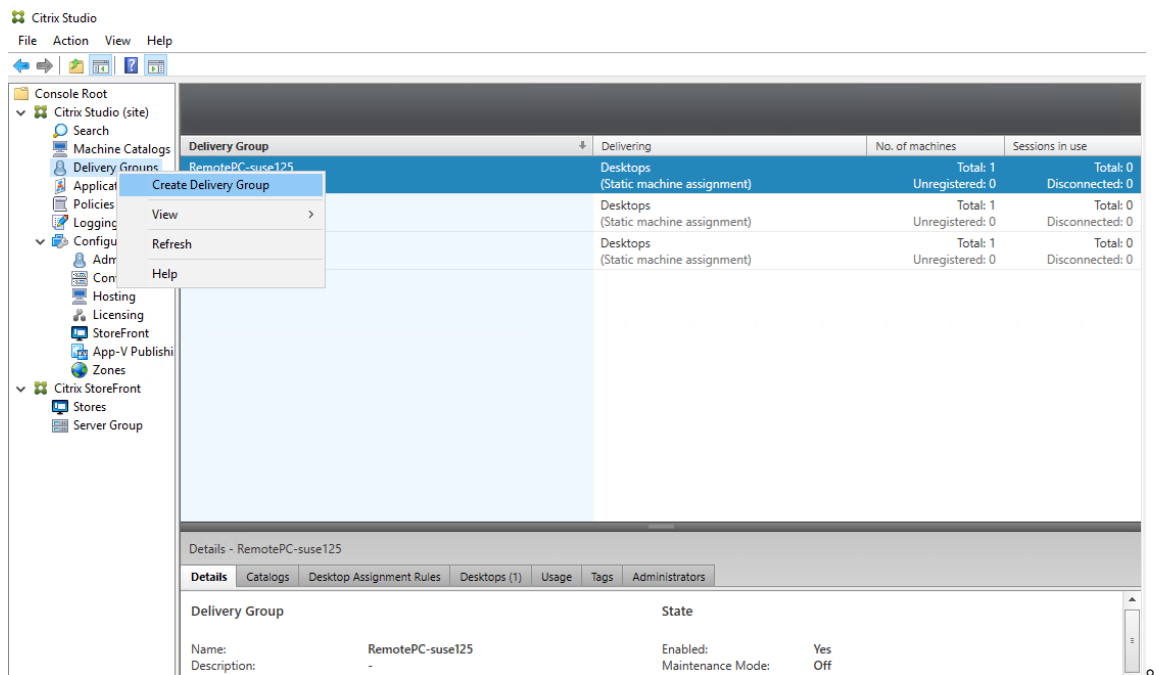 Citrix Studio
File Action View Help
Console Root
Citrix Studio (site)
Search
Machine Catalogs
Delivery Groups
Applicat
Policies
Logging
Configu
Adm
Con
Hosting
Licensing
StoreFront
App-V Publishi
Zones
Citrix StoreFront
Stores
Server Group
Create Delivery Group
View
Refresh
Help
Delivery Group Delivering No. of machines Sessions in use
RemotePC-suse125 Desktops Total: 1 Total: 0
(Static machine assignment) Unregistered: 0 Disconnected: 0
Desktops Total: 1 Total: 0
(Static machine assignment) Unregistered: 0 Disconnected: 0
Desktops Total: 1 Total: 0
(Static machine assignment) Unregistered: 0 Disconnected: 0
Details - RemotePC-suse125
Details Catalogs Desktop Assignment Rules Desktops (1) Usage Tags Administrators
Delivery Group State
Name: RemotePC-suse125 Enabled: Yes
Description: - Maintenance Mode: Off